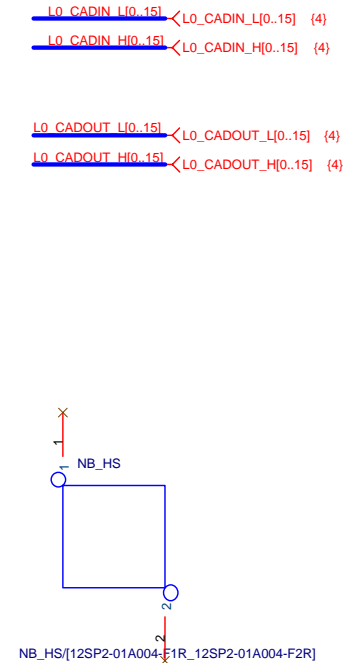 L0_CADIN_L[0..15] L0_CADIN_L[0..15] {4}
L0_CADIN_H[0..15] L0_CADIN_H[0..15] {4}
L0_CADOUT_L[0..15] L0_CADOUT_L[0..15] {4}
L0_CADOUT_H[0..15] L0_CADOUT_H[0..15] {4}
1
1 NB_HS
2
2
NB_HS/[12SP2-01A004-F1R_12SP2-01A004-F2R]